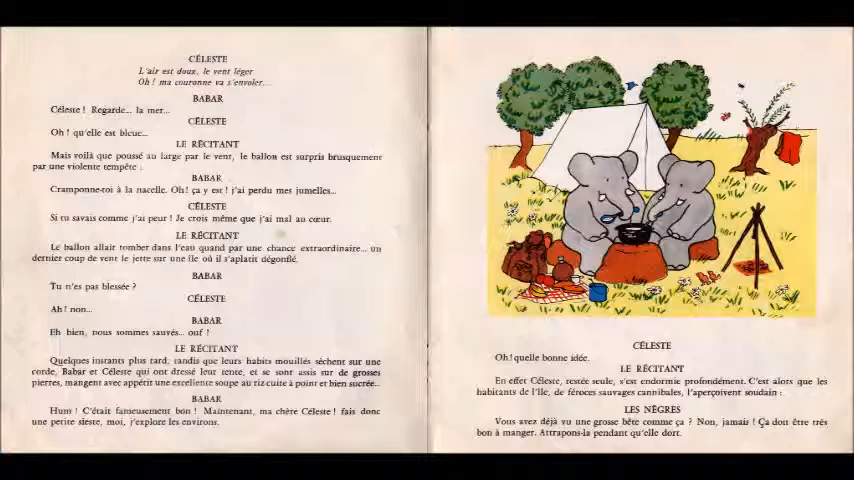 CÉLESTE
L'air est doux, le vent léger
Oh ! ma couronne va s'envoler...
BABAR
Céleste ! Regarde... la mer...
CÉLESTE
Oh ! qu'elle est bleue...
LE RÉCITANT
Mais voilà que poussé au large par le vent, le ballon est surpris brusquement
par une violente tempête :
BABAR
Cramponne-toi à la nacelle. Oh! ça y est ! j'ai perdu mes jumelles...
CÉLESTE
Si tu savais comme j'ai peur ! Je crois même que j'ai mal au cœur.
LE RÉCITANT
Le ballon allait tomber dans l'eau quand par une chance extraordinaire... un
dernier coup de vent le jette sur une île où il s'aplatit dégonflé.
BABAR
Tu n'es pas blessée ?
CÉLESTE
Ah ! non...
BABAR
Eh bien, nous sommes sauvés... ouf !
LE RÉCITANT
Quelques instants plus tard, tandis que leurs habits mouillés sèchent sur une
corde, Babar et Céleste qui ont dressé leur tente, et se sont assis sur de grosses
pierres, mangent avec appétit une excellente soupe au riz cuite à point et bien sucrée...
BABAR
Hum ! C'était fameusement bon ! Maintenant, ma chère Céleste ! fais donc
une petite sieste, moi, j'explore les environs.
CÉLESTE
Oh! quelle bonne idée.
LE RÉCITANT
En effet Céleste, restée seule, s'est endormie profondément. C'est alors que les
habitants de l'île, de féroces sauvages cannibales, l'aperçoivent soudain :
LES NÈGRES
Vous avez déjà vu une grosse bête comme ça ? Non, jamais ! Ça doit être très
bon à manger. Attrapons-la pendant qu'elle dort.